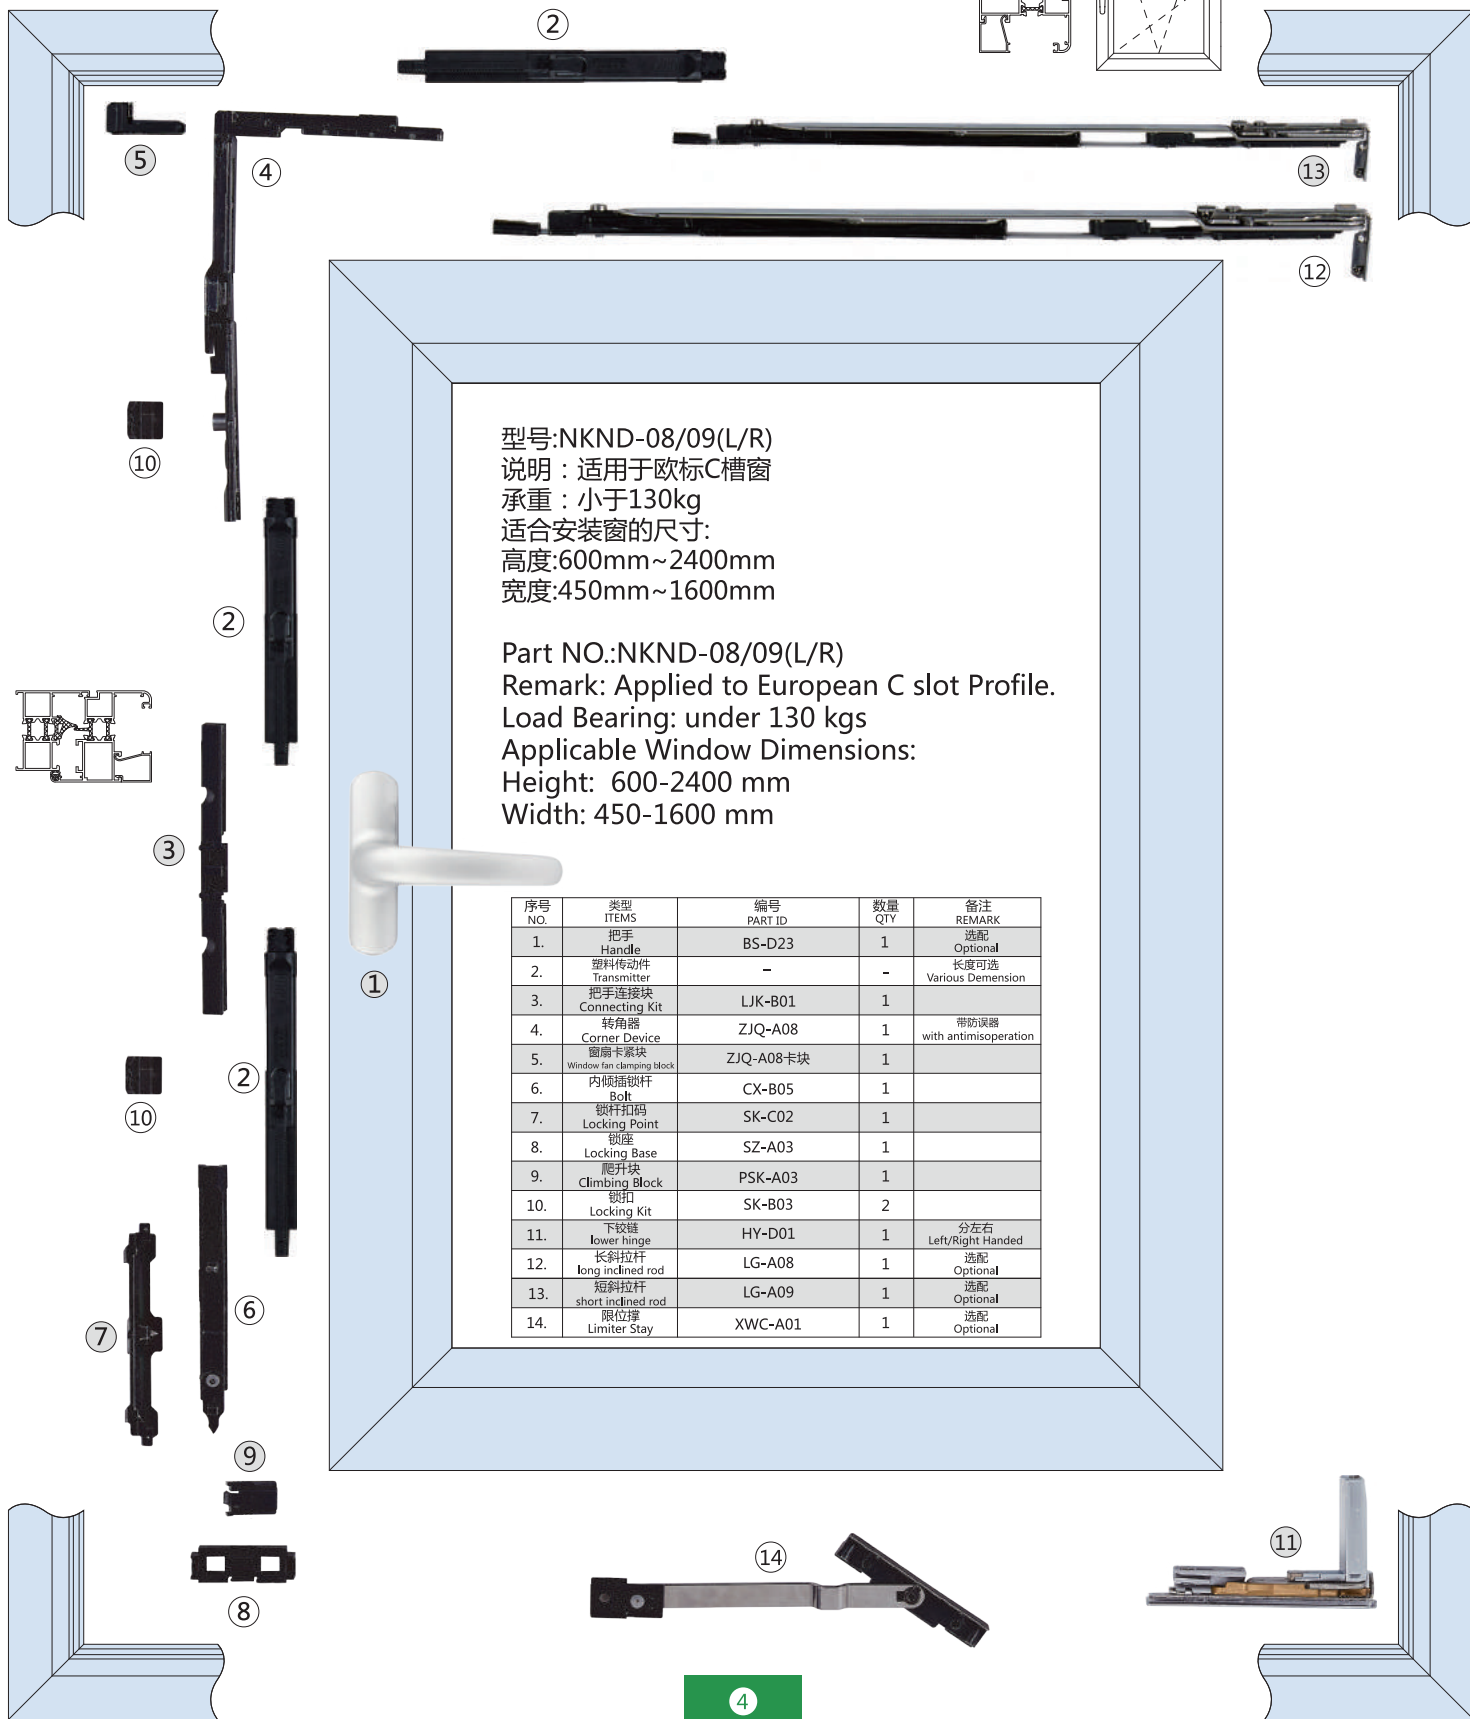 ②
⑤
④
⑬
⑫
⑩
型号:NKND-08/09(L/R)
说明：适用于欧标C槽窗
承重：小于130kg
适合安装窗的尺寸:
高度:600mm~2400mm
宽度:450mm~1600mm
②
Part NO.:NKND-08/09(L/R)
Remark: Applied to European C slot Profile.
Load Bearing: under 130 kgs
Applicable Window Dimensions:
Height: 600-2400 mm
Width: 450-1600 mm
③
①
序号 类型 编号 数量 备注
NO. ITEMS PART ID QTY REMARK
1. 把手 Handle BS-D23 1 选配 Optional
2. 塑料传动件 Transmitter – - 长度可选 Various Demension
3. 把手连接块 Connecting Kit LJK-B01 1
4. 转角器 Corner Device ZJQ-A08 1 带防误器 with antimisoperation
5. 窗扇卡紧块 Window fan clamping block ZJQ-A08卡块 1
6. 内倾插锁杆 Bolt CX-B05 1
7. 锁杆扣码 Locking Point SK-C02 1
8. 锁座 Locking Base SZ-A03 1
9. 爬升块 Climbing Block PSK-A03 1
10. 锁扣 Locking Kit SK-B03 2
11. 下铰链 lower hinge HY-D01 1 分左右 Left/Right Handed
12. 长斜拉杆 long inclined rod LG-A08 1 选配 Optional
13. 短斜拉杆 short inclined rod LG-A09 1 选配 Optional
14. 限位撑 Limiter Stay XWC-A01 1 选配 Optional
②
⑩
⑥
⑦
⑨
⑧
⑭
⑪
4